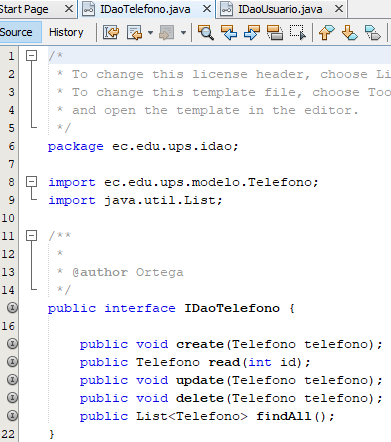 Start Page IDaoTelefono.java IDaoUsuario.java
Source History
1 /*
2 * To change this license header, choose Li
3 * To change this template file, choose Too
4 * and open the template in the editor.
5 */
6 package ec.edu.ups.idao;
7
8 import ec.edu.ups.modelo.Telefono;
9 import java.util.List;
10
11 /**
12 *
13 * @author Ortega
14 */
public interface IDaoTelefono {
16
public void create(Telefono telefono);
public Telefono read(int id);
public void update(Telefono telefono);
public void delete(Telefono telefono);
public List<Telefono> findAll();
22 }